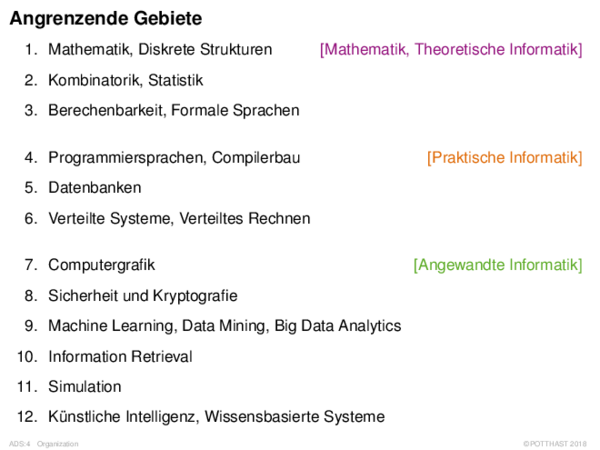 Angrenzende Gebiete
1. Mathematik, Diskrete Strukturen [Mathematik, Theoretische Informatik]
2. Kombinatorik, Statistik
3. Berechenbarkeit, Formale Sprachen
4. Programmiersprachen, Compilerbau [Praktische Informatik]
5. Datenbanken
6. Verteilte Systeme, Verteiltes Rechnen
7. Computergrafik [Angewandte Informatik]
8. Sicherheit und Kryptografie
9. Machine Learning, Data Mining, Big Data Analytics
10. Information Retrieval
11. Simulation
12. Künstliche Intelligenz, Wissensbasierte Systeme
ADS:4 Organization ©POTTHAST 2018